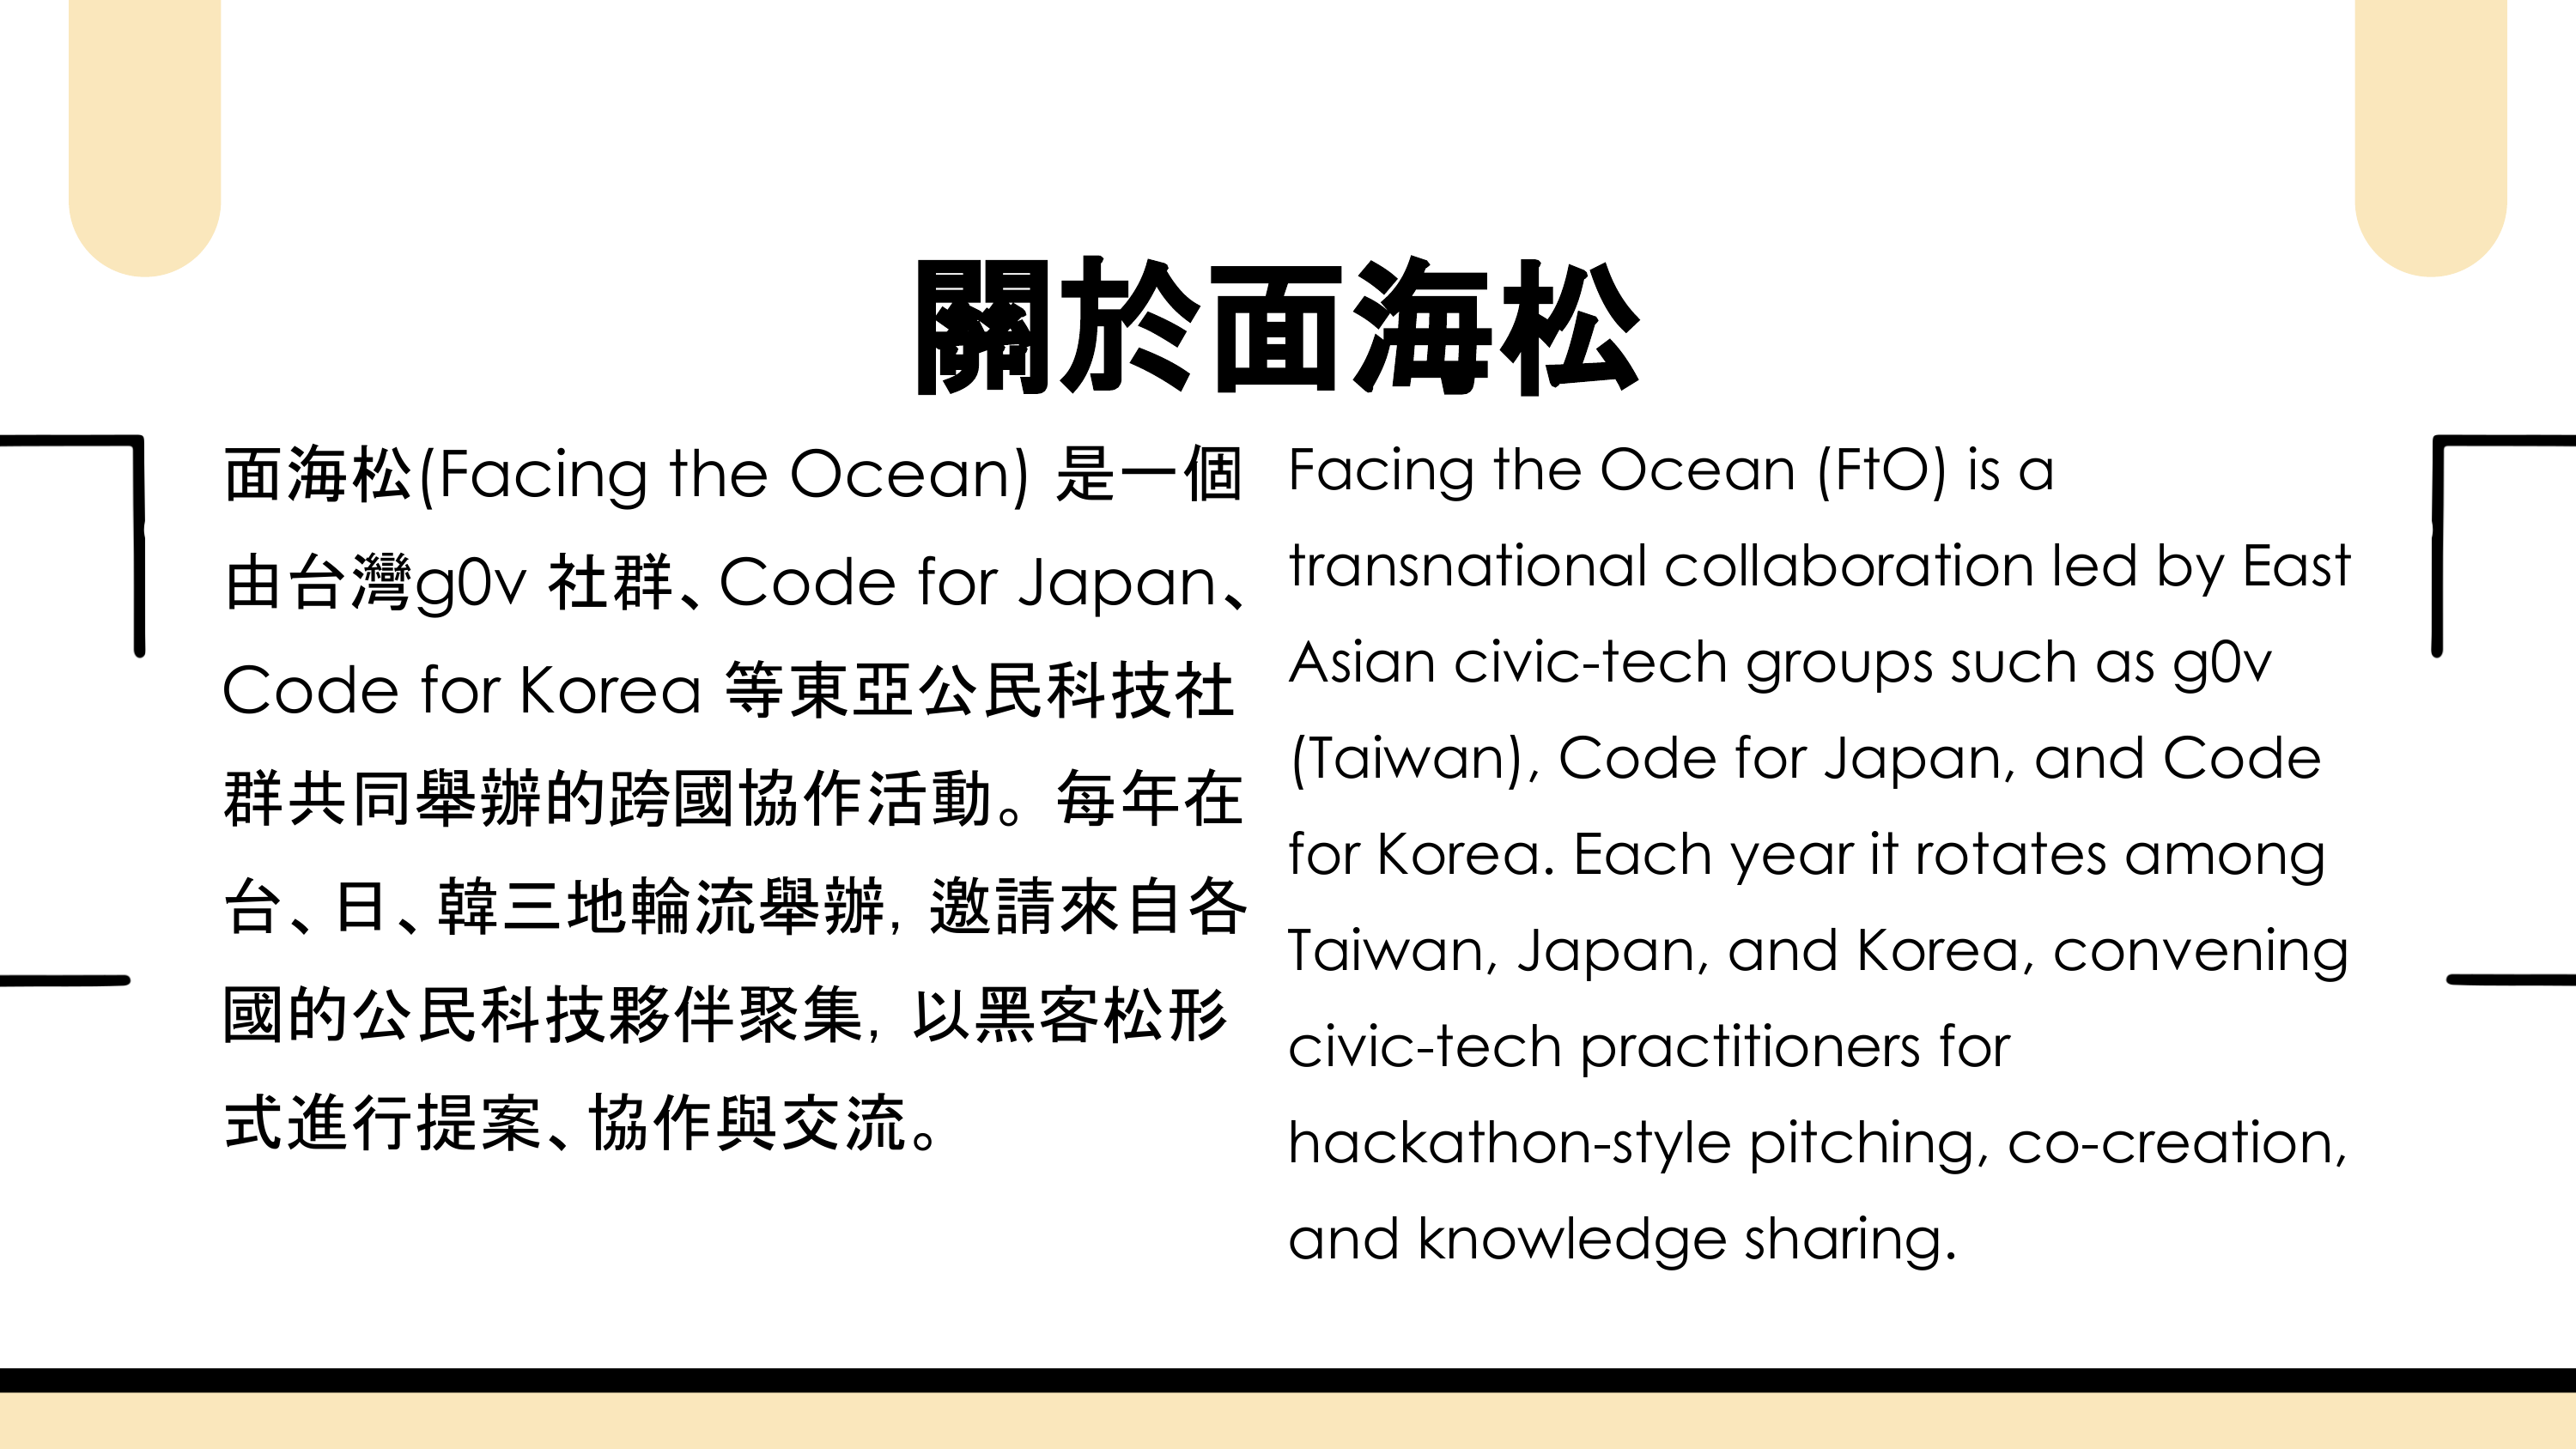 關於面海松
面海松(Facing the Ocean) 是一個
由台灣g0v 社群、Code for Japan、
Code for Korea 等東亞公民科技社
群共同舉辦的跨國協作活動。每年在
台、日、韓三地輪流舉辦，邀請來自各
國的公民科技夥伴聚集，以黑客松形
式進行提案、協作與交流。
Facing the Ocean (FtO) is a
transnational collaboration led by East
Asian civic-tech groups such as g0v
(Taiwan), Code for Japan, and Code
for Korea. Each year it rotates among
Taiwan, Japan, and Korea, convening
civic-tech practitioners for
hackathon-style pitching, co-creation,
and knowledge sharing.